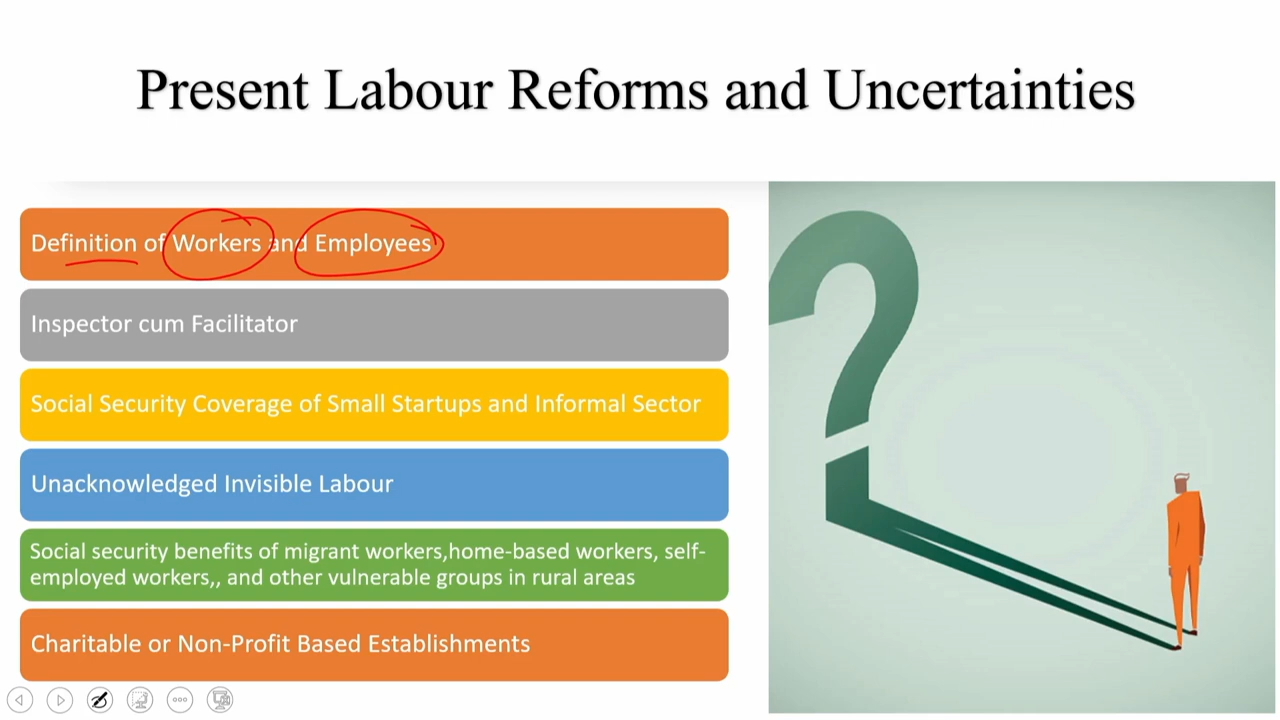 Present Labour Reforms and Uncertainties
Definition of Workers and Employees
Inspector cum Facilitator
Social Security Coverage of Small Startups and Informal Sector
Unacknowledged Invisible Labour
Social security benefits of migrant workers,home-based workers, self-
employed workers,, and other vulnerable groups in rural areas
Charitable or Non-Profit Based Establishments